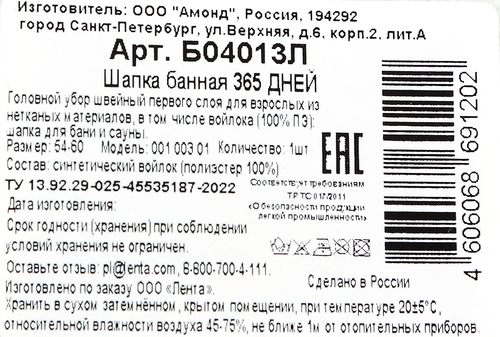 Изготовитель: ООО "Амонд", Россия, 194292
город Санкт-Петербург, ул.Верхняя, д.6, корп.2, лит.А
Арт. Б04013Л
Шапка банная 365 ДНЕЙ
Головной убор швейный первого слоя для взрослых из
нетканых материалов, в том числе войлока (100% ПЭ):
шапка для бани и сауны.
Размер: 54-60 Модель: 001 003 01 Количество: 1шт
Состав: синтетический войлок (полиэстер 100%)
ТУ 13.92.29-025-45535187-2022
EAC
Соответствует требованиям
ТР ТС 017/2011
«О безопасности продукции
легкой промышленности»
Дата изготовления:
Срок годности (хранения) при соблюдении
условий хранения не ограничен.
Оставьте отзыв: pl@lenta.com, 8-800-700-4-111.
Изготовлено по заказу ООО «Лента».
Сделано в России
Хранить в сухом затемнённом, крытом помещении, при температуре 20±5°С,
относительной влажности воздуха 45-75%, не ближе 1м от отопительных приборов.
4 606068 691202